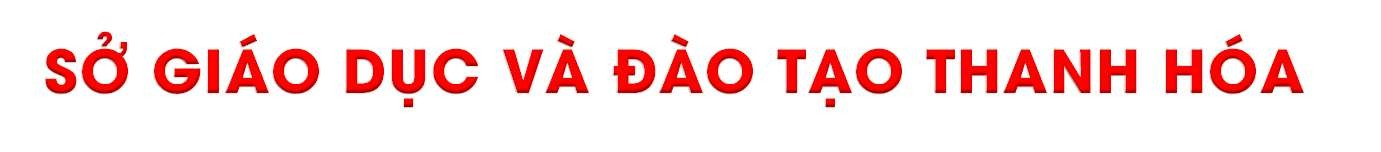 SỞ GIÁO DỤC VÀ ĐÀO TẠO THANH HÓA